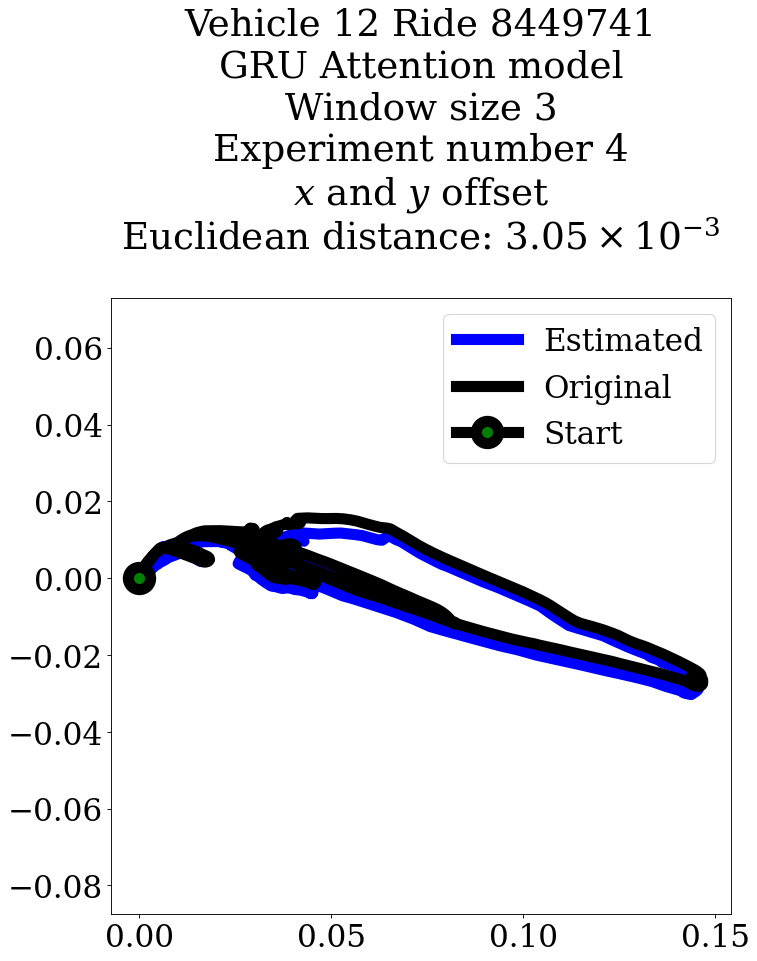 Vehicle 12 Ride 8449741
GRU Attention model
Window size 3
Experiment number 4
x and y offset
Euclidean distance: 3.05 × 10⁻³
Estimated
Original
Start
0.06
0.04
0.02
0.00
−0.02
−0.04
−0.06
−0.08
0.00 0.05 0.10 0.15